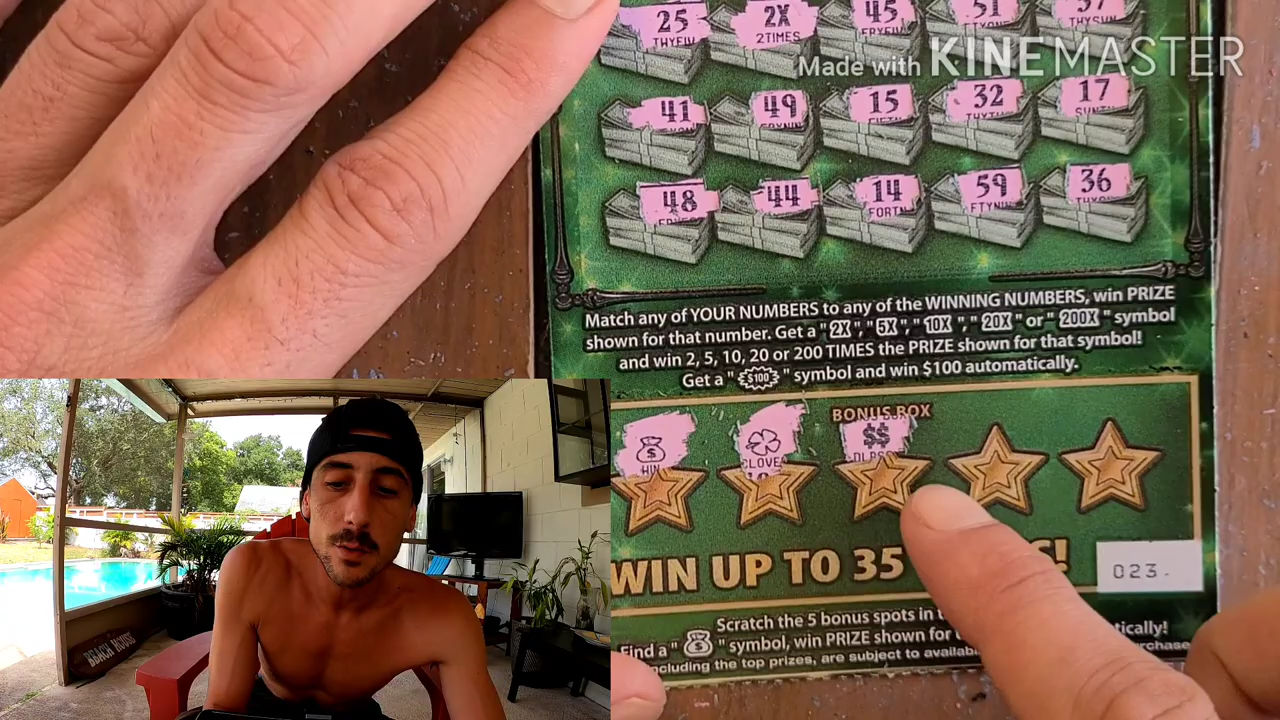 25 2X 45 51 37
2TIMES
Made with KINEMASTER
41 49 15 32 17
48 44 14 59 36
FORTN FTYNIN
Match any of YOUR NUMBERS to any of the WINNING NUMBERS, win PRIZE
shown for that number. Get a "2X", "5X", "10X", "20X" or "200X" symbol
and win 2, 5, 10, 20 or 200 TIMES the PRIZE shown for that symbol!
Get a "$100" symbol and win $100 automatically.
BONUS BOX
$ $$
WIN CLOVER
WIN UP TO 35
023.
Scratch the 5 bonus spots in
Find a " $ " symbol, win PRIZE shown for
including the top prizes, are subject to
BEACH HOUSE